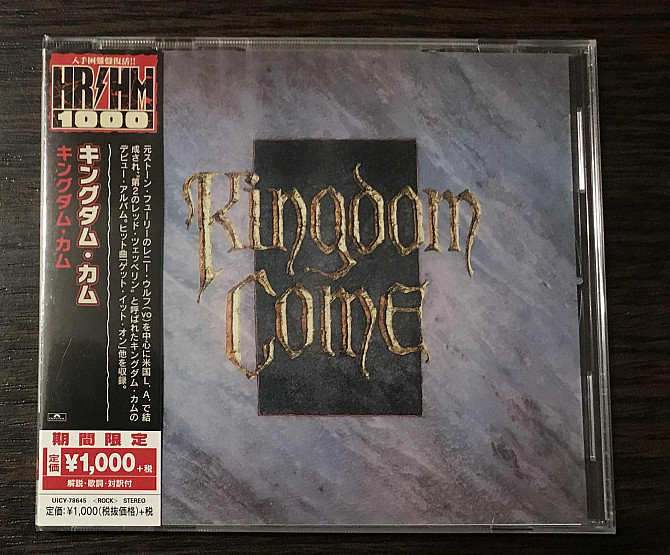 入手困難盤復活!!
HR/HM
1000
キングダム・カム
キングダム・カム
元ストーン・フューリーのレニー・ウルフ(vo)を中心に米国L.A.で結
成され、“第2のレッド・ツェッペリン”と呼ばれたキングダム・カムの
デビュー・アルバム。ヒット曲「ゲット・イット・オン」他を収録。
期間限定
定価 ¥1,000 +税
解説・歌詞・対訳付
UICY-78645 <ROCK> STEREO
定価:¥1,000(税抜価格)+税
Kingdom
Come